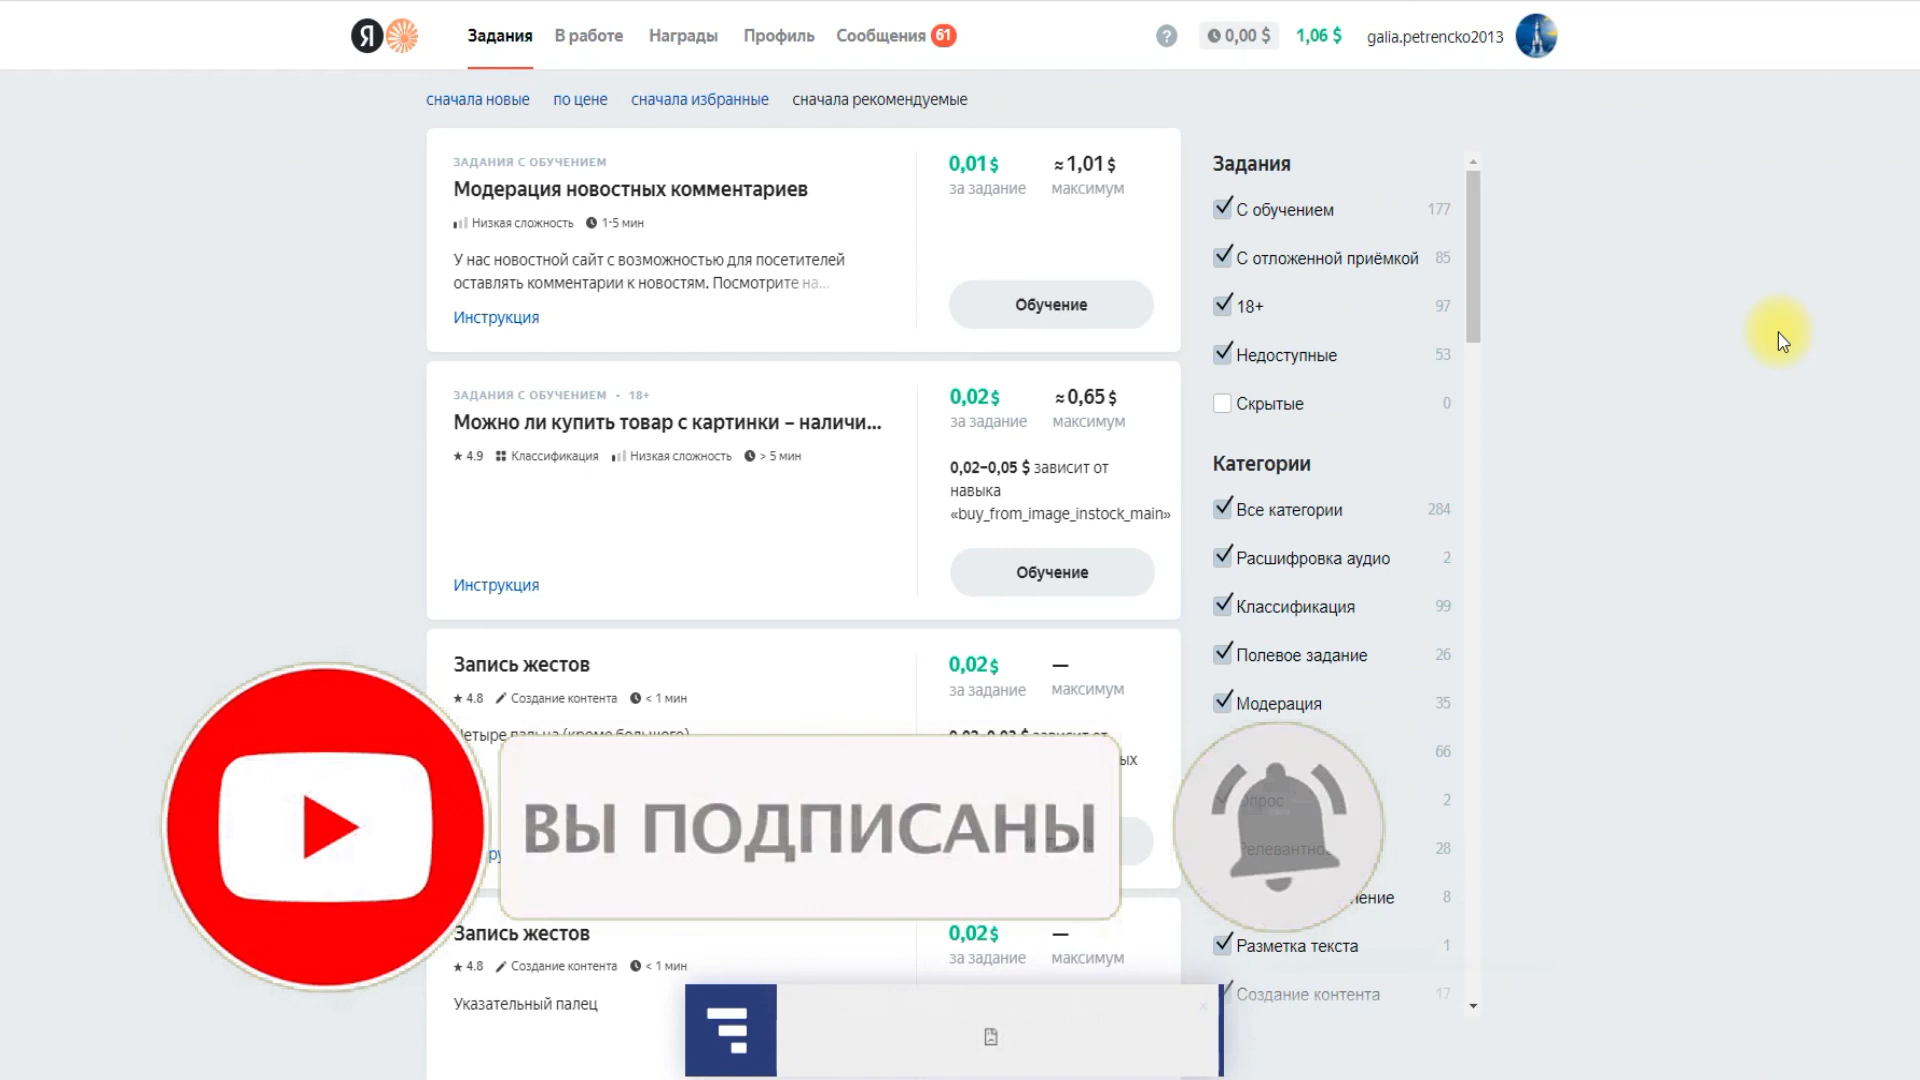 Я
Задания
В работе
Награды
Профиль
Сообщения 61
?
0,00 $
1,06 $
galia.petrencko2013
сначала новые
по цене
сначала избранные
сначала рекомендуемые
ЗАДАНИЯ С ОБУЧЕНИЕМ
Модерация новостных комментариев
Низкая сложность 1-5 мин
У нас новостной сайт с возможностью для посетителей
оставлять комментарии к новостям. Посмотрите на...
Инструкция
0,01 $ ≈ 1,01 $
за задание максимум
Обучение
ЗАДАНИЯ С ОБУЧЕНИЕМ • 18+
Можно ли купить товар с картинки – наличи...
★ 4.9 Классификация Низкая сложность > 5 мин
Инструкция
0,02 $ ≈ 0,65 $
за задание максимум
0,02–0,05 $ зависит от
навыка
«buy_from_image_instock_main»
Обучение
Запись жестов
★ 4.8 Создание контента < 1 мин
0,02 $ —
за задание максимум
ых
ВЫ ПОДПИСАНЫ
Запись жестов
★ 4.8 Создание контента < 1 мин
Указательный палец
0,02 $ —
за задание максимум
Задания
С обучением 177
С отложенной приёмкой 85
18+ 97
Недоступные 53
Скрытые 0
Категории
Все категории 284
Расшифровка аудио 2
Классификация 99
Полевое задание 26
Модерация 35
66
Опрос 2
28
ение 8
Разметка текста 1
Создание контента 17